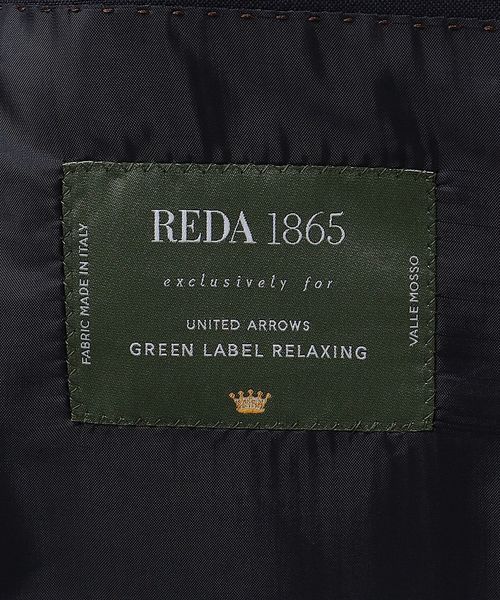 REDA 1865
exclusively for
UNITED ARROWS
GREEN LABEL RELAXING
FABRIC MADE IN ITALY
VALLE MOSSO